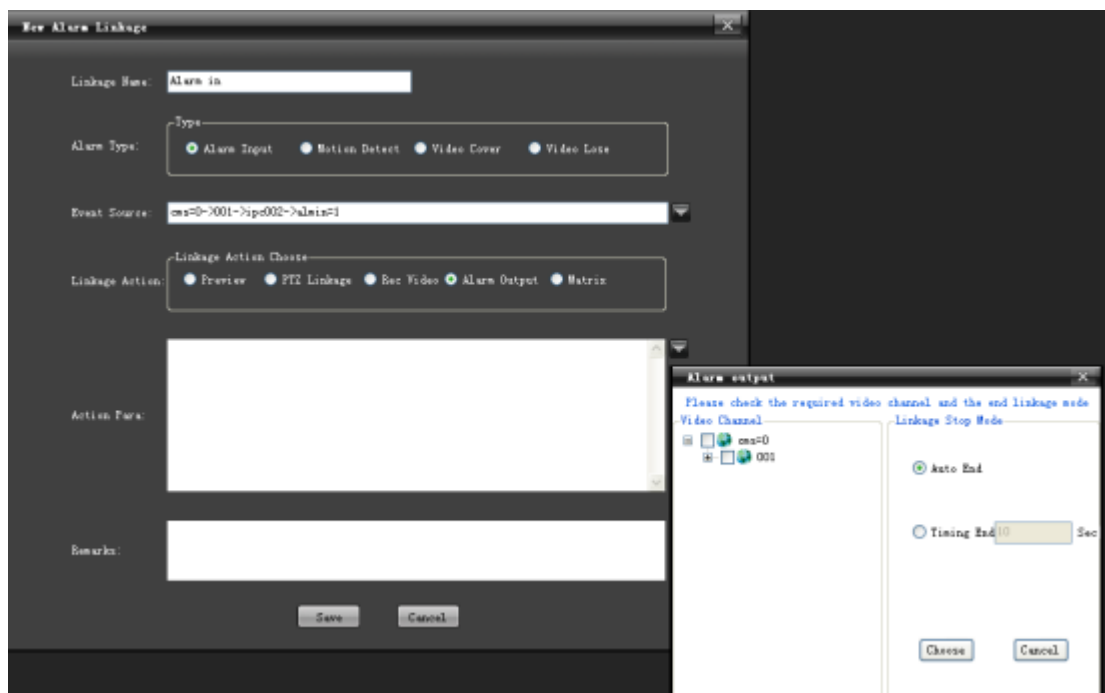 New Alarm Linkage
Linkage Name: Alarm in
Type
Alarm Type: Alarm Input Motion Detect Video Cover Video Lose
Event Source: cms=0->001->ipc002->almin=1
Linkage Action Choose
Linkage Action: Preview PTZ Linkage Rec Video Alarm Output Matrix
Action Para:
Remarks:
Save Cancel
Alarm output
Please check the required video channel and the end linkage mode
Video Channel
cms=0
001
Linkage Stop Mode
Auto End
Timing End 10 Sec
Choose Cancel